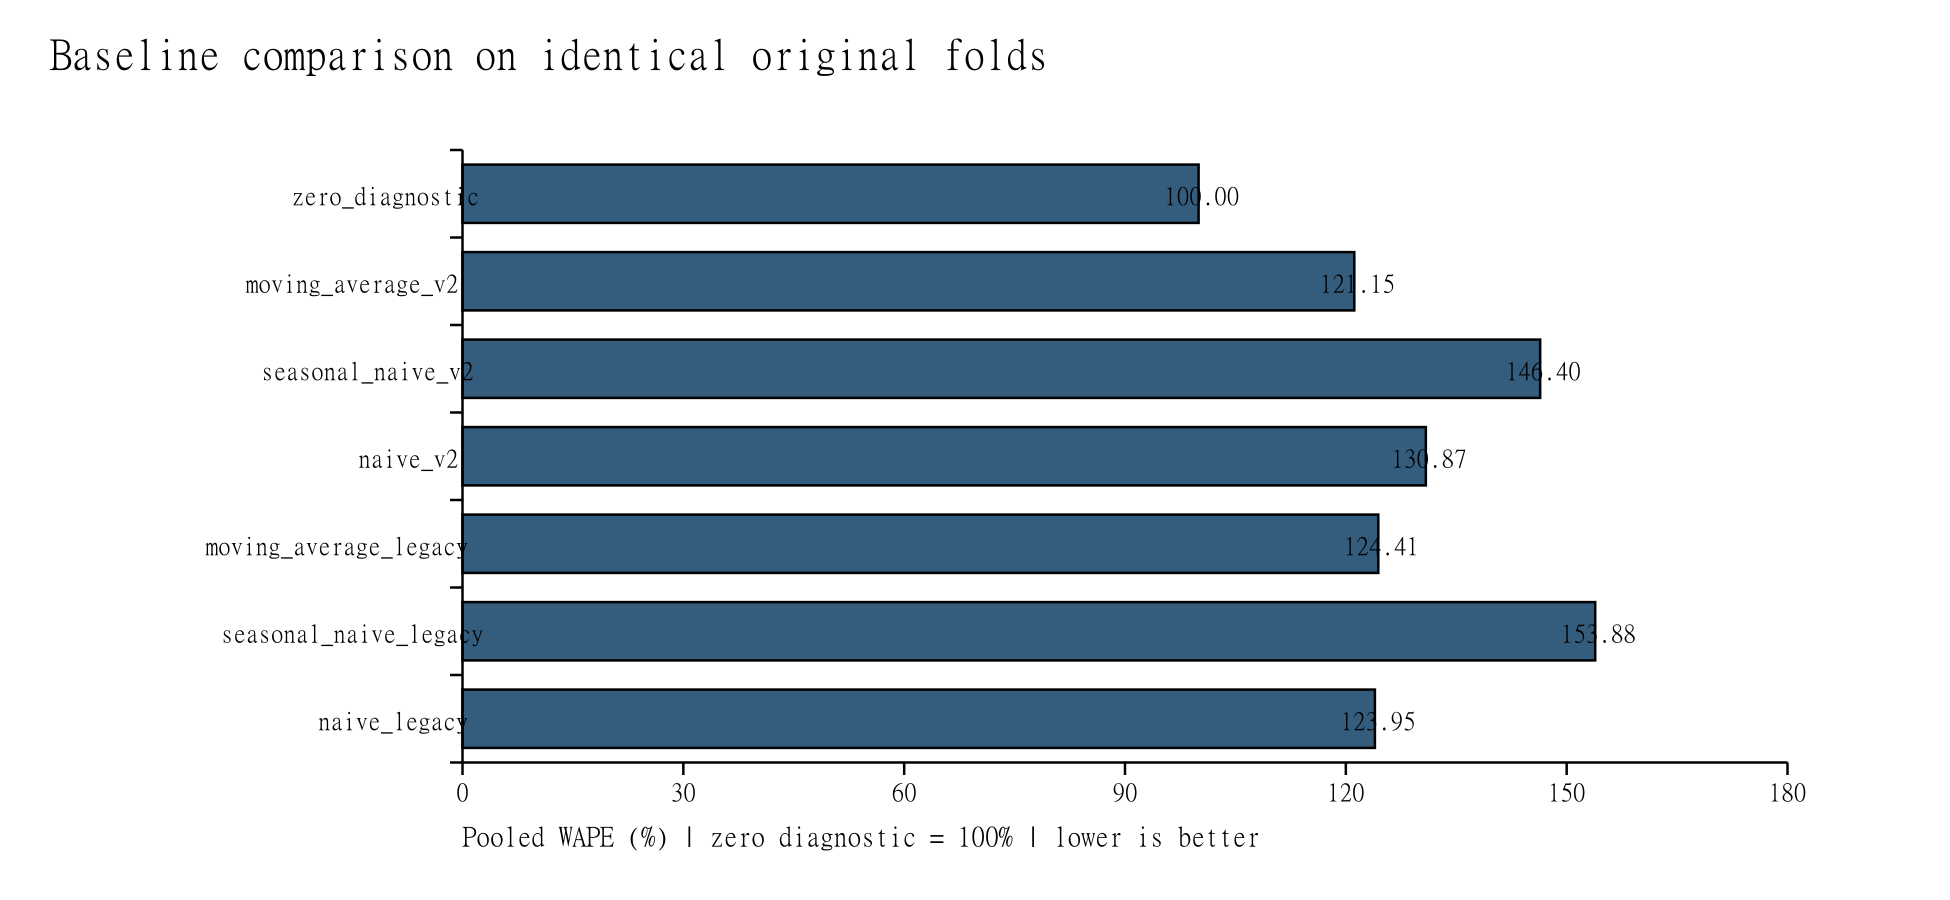 Baseline comparison on identical original folds
zero_diagnostic 100.00
moving_average_v2 121.15
seasonal_naive_v2 146.40
naive_v2 130.87
moving_average_legacy 124.41
seasonal_naive_legacy 153.88
naive_legacy 123.95
0 30 60 90 120 150 180
Pooled WAPE (%) | zero diagnostic = 100% | lower is better